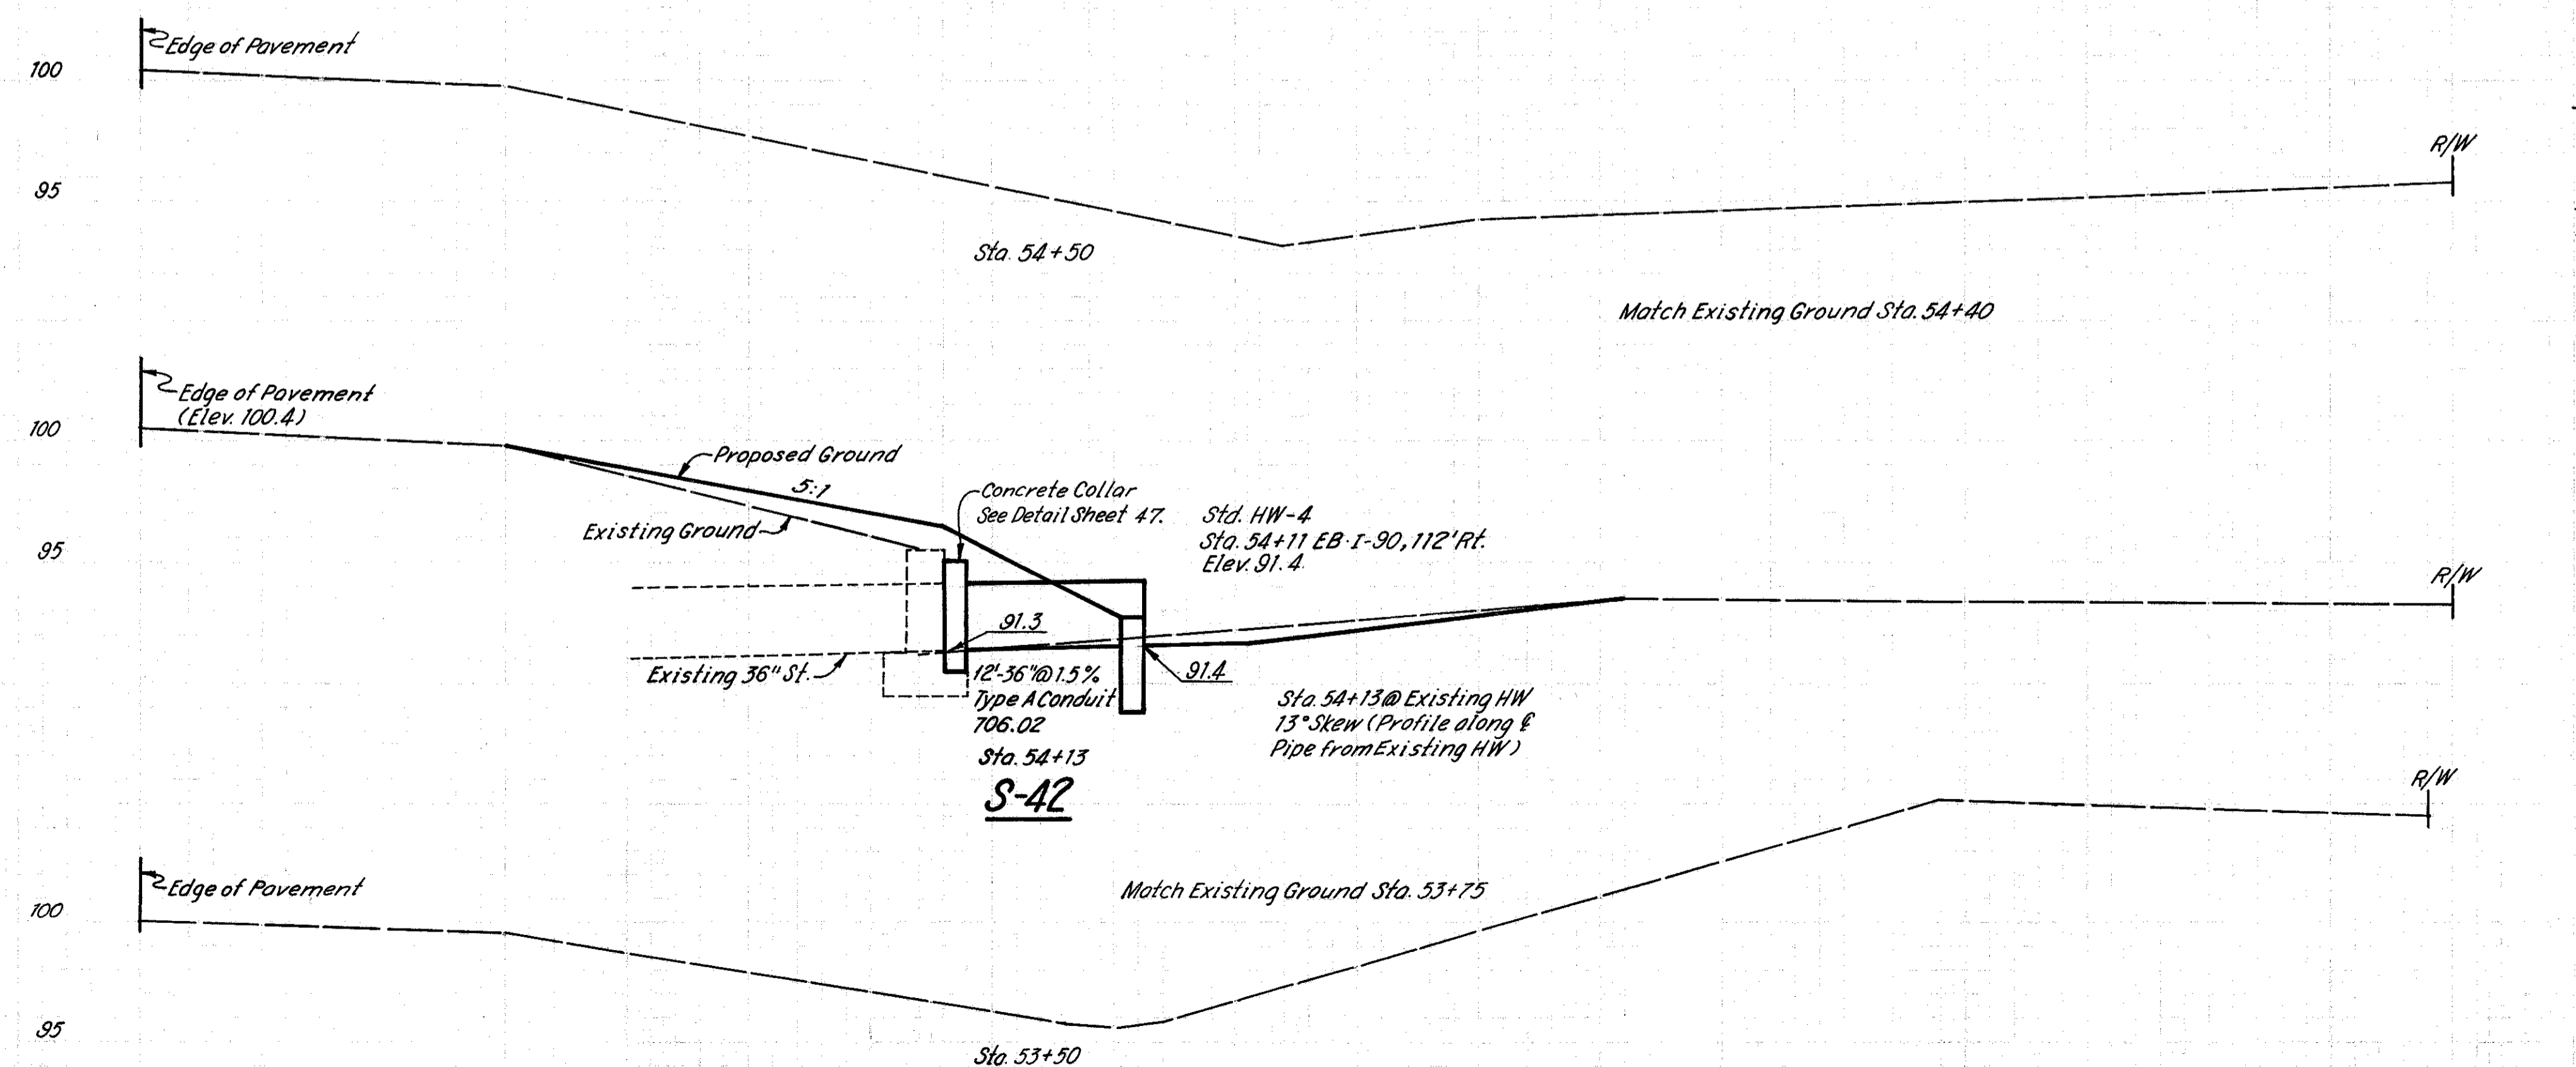 Edge of Pavement
100
R/W
95
Sta. 54+50
Match Existing Ground Sta. 54+40
Edge of Pavement
(Elev. 100.4)
100
Proposed Ground
5:1
Concrete Collar
See Detail Sheet 47.
Existing Ground
Std. HW-4
Sta. 54+11 EB·I-90, 112' Rt.
Elev. 91.4
95
R/W
91.3
Existing 36" St.
12'-36"@1.5%
Type A Conduit
706.02
91.4
Sta. 54+13@ Existing HW
13° Skew (Profile along ℄
Pipe from Existing HW)
Sta. 54+13
S-42
R/W
Edge of Pavement
Match Existing Ground Sta. 53+75
100
95
Sta. 53+50